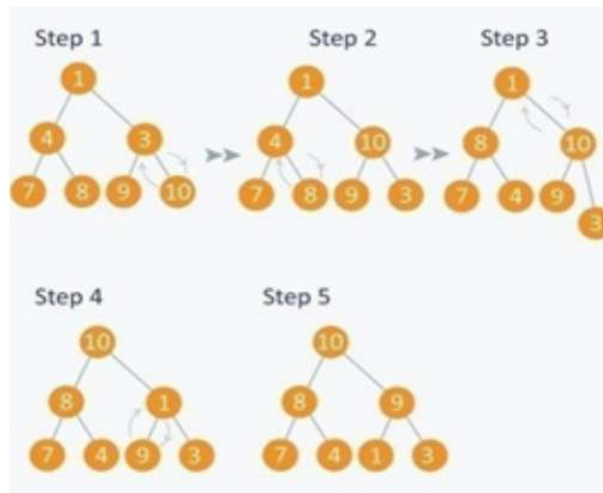 Step 1 Step 2 Step 3
1 1 1
4 3 4 10 8 10
7 8 9 10 7 8 9 3 7 4 9
3
Step 4 Step 5
10 10
8 1 8 9
7 4 9 3 7 4 1 3